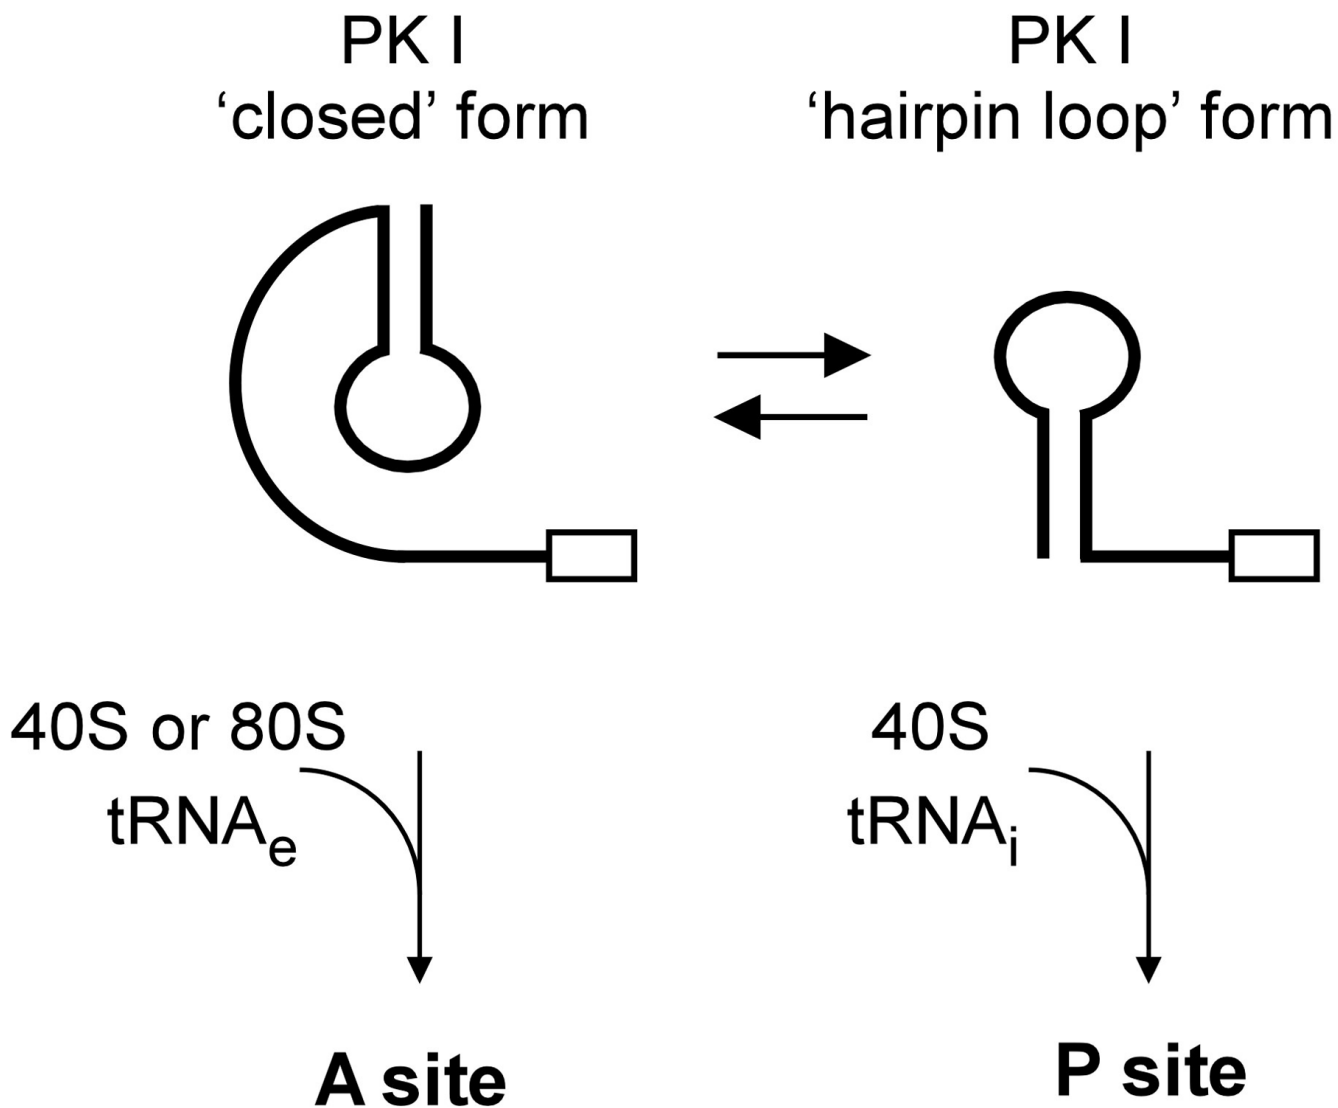 PK I
‘closed’ form
PK I
‘hairpin loop’ form
40S or 80S
tRNAe
A site
40S
tRNAi
P site